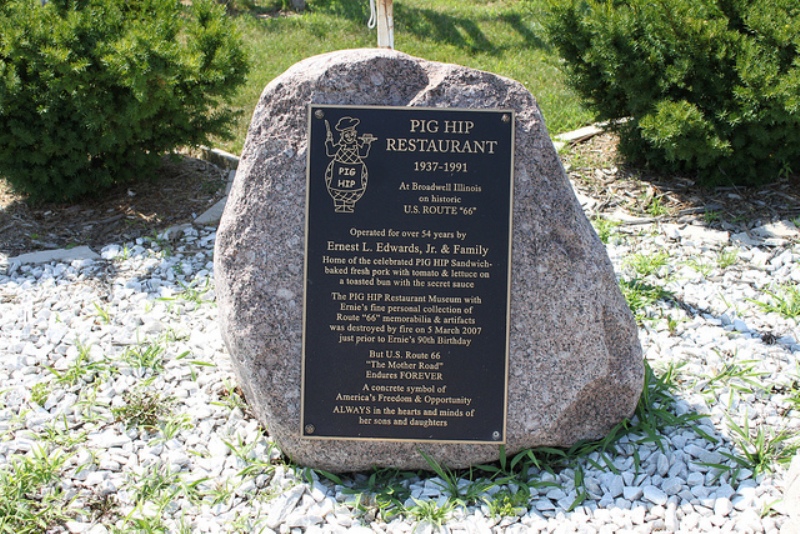 PIG HIP
RESTAURANT
1937-1991
PIG
HIP
At Broadwell Illinois
on historic
U.S. ROUTE "66"
Operated for over 54 years by
Ernest L. Edwards, Jr. & Family
Home of the celebrated PIG HIP Sandwich-
baked fresh pork with tomato & lettuce on
a toasted bun with the secret sauce
The PIG HIP Restaurant Museum with
Ernie's fine personal collection of
Route "66" memorabilia & artifacts
was destroyed by fire on 5 March 2007
just prior to Ernie's 90th Birthday
But U.S. Route 66
"The Mother Road"
Endures FOREVER
A concrete symbol of
America's Freedom & Opportunity
ALWAYS in the hearts and minds of
her sons and daughters